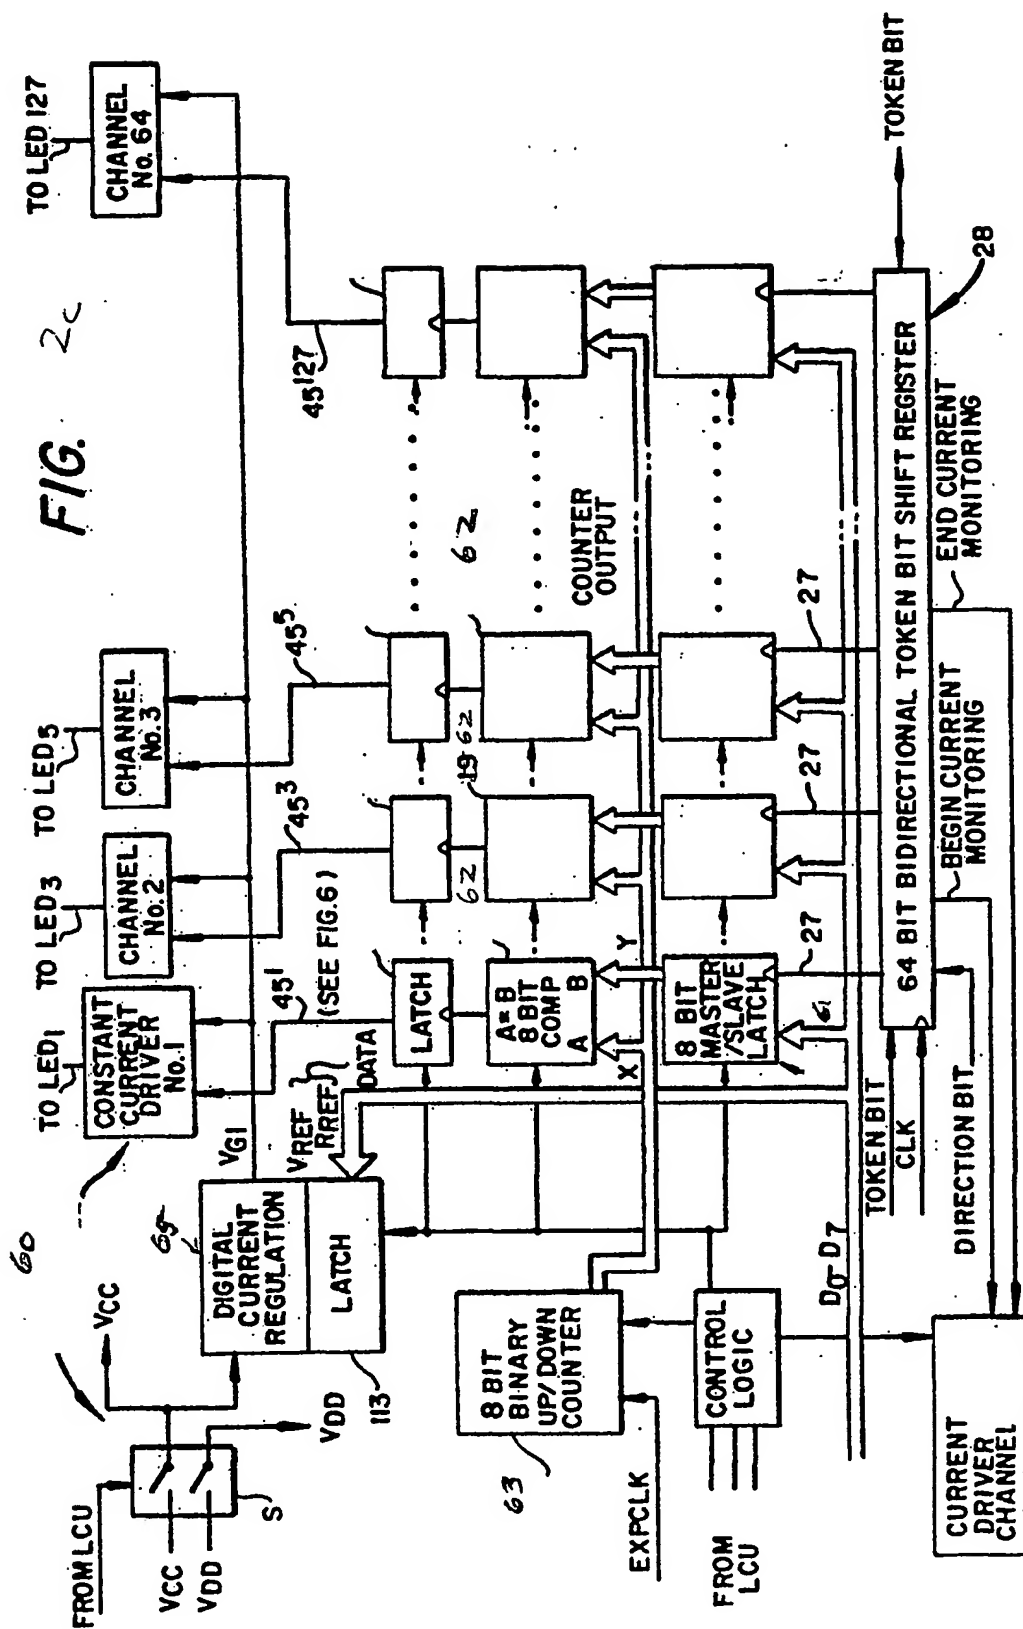 FIG. 2c
60
FROM LCU
VCC
VDD
S
VCC
VDD
65
DIGITAL
CURRENT
REGULATION
LATCH
113
VG1
VREF
RREF
DATA
TO LED1
CONSTANT
CURRENT
DRIVER
No.1
TO LED3
CHANNEL
No.2
TO LED5
CHANNEL
No.3
TO LED 127
CHANNEL
No. 64
45¹
(SEE FIG.6)
45³
45⁵
45¹²⁷
LATCH
62
19
62
62
A=B
8 BIT
COMP
A
B
X
Y
COUNTER
OUTPUT
8 BIT
MASTER
/SLAVE
LATCH
61
27
27
27
63
8 BIT
BINARY
UP/DOWN
COUNTER
EXPCLK
CONTROL
LOGIC
FROM
LCU
D0-D7
TOKEN BIT
CLK
DIRECTION BIT
64 BIT BIDIRECTIONAL TOKEN BIT SHIFT REGISTER
TOKEN BIT
28
BEGIN CURRENT
MONITORING
END CURRENT
MONITORING
CURRENT
DRIVER
CHANNEL